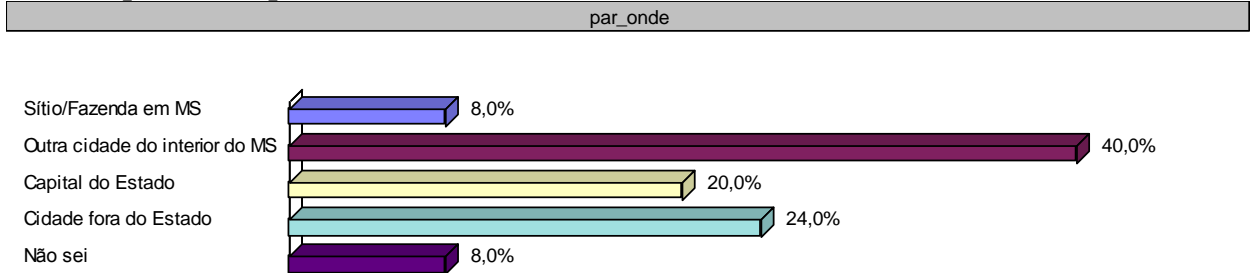 par_onde
Sítio/Fazenda em MS 8,0%
Outra cidade do interior do MS 40,0%
Capital do Estado 20,0%
Cidade fora do Estado 24,0%
Não sei 8,0%